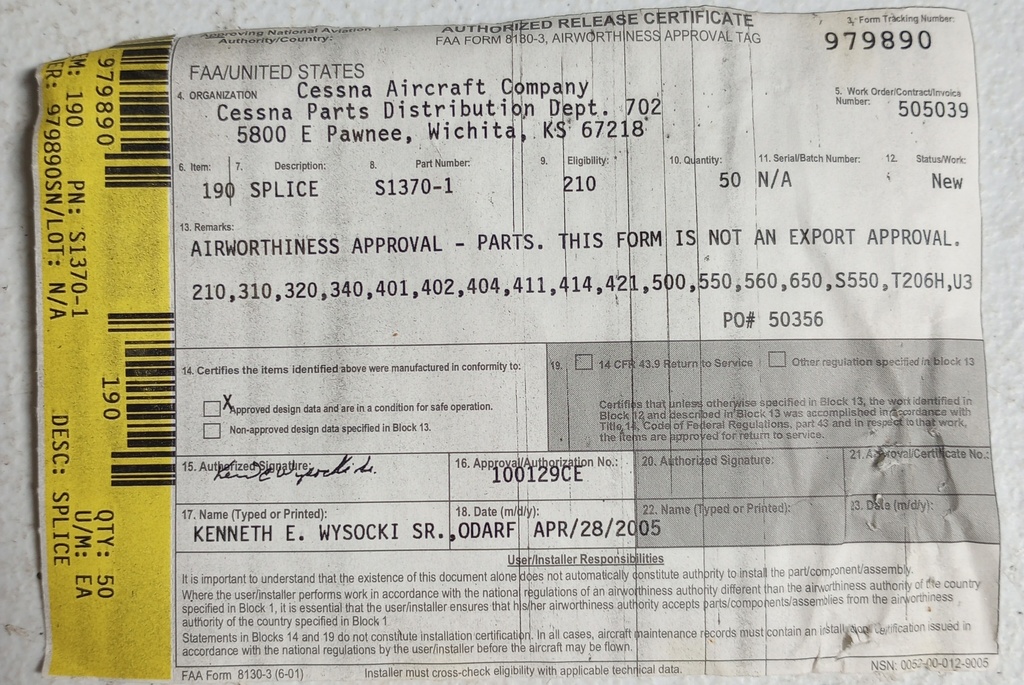 979890
M: 190 PN: S1370-1
ER: 979890SN/LOT: N/A
190
DESC: SPLICE
QTY: 50
U/M: EA
Approving National Aviation
Authority/Country:
AUTHORIZED RELEASE CERTIFICATE
FAA FORM 8130-3, AIRWORTHINESS APPROVAL TAG
3. Form Tracking Number:
979890
FAA/UNITED STATES
4. ORGANIZATION Cessna Aircraft Company
Cessna Parts Distribution Dept. 702
5800 E Pawnee, Wichita, KS 67218
5. Work Order/Contract/Invoice
Number: 505039
6. Item: 7. Description: 8. Part Number: 9. Eligibility: 10. Quantity: 11. Serial/Batch Number: 12. Status/Work:
190 SPLICE S1370-1 210 50 N/A New
13. Remarks:
AIRWORTHINESS APPROVAL - PARTS. THIS FORM IS NOT AN EXPORT APPROVAL.
210,310,320,340,401,402,404,411,414,421,500,550,560,650,S550,T206H,U3
PO# 50356
14. Certifies the items identified above were manufactured in conformity to:
X Approved design data and are in a condition for safe operation.
Non-approved design data specified in Block 13.
19. 14 CFR 43.9 Return to Service Other regulation specified in block 13
Certifies that unless otherwise specified in Block 13, the work identified in
Block 12 and described in Block 13 was accomplished in accordance with
Title 14, Code of Federal Regulations, part 43 and in respect to that work,
the items are approved for return to service.
15. Authorized Signature:
16. Approval/Authorization No.:
100129CE
20. Authorized Signature:
21. Approval/Certificate No.:
17. Name (Typed or Printed):
KENNETH E. WYSOCKI SR.,ODARF
18. Date (m/d/y):
APR/28/2005
22. Name (Typed or Printed):
23. Date (m/d/y):
User/Installer Responsibilities
It is important to understand that the existence of this document alone does not automatically constitute authority to install the part/component/assembly.
Where the user/installer performs work in accordance with the national regulations of an airworthiness authority different than the airworthiness authority of the country
specified in Block 1, it is essential that the user/installer ensures that his/her airworthiness authority accepts parts/components/assemblies from the airworthiness
authority of the country specified in Block 1
Statements in Blocks 14 and 19 do not constitute installation certification. In all cases, aircraft maintenance records must contain an installation certification issued in
accordance with the national regulations by the user/installer before the aircraft may be flown.
FAA Form 8130-3 (6-01)
Installer must cross-check eligibility with applicable technical data.
NSN: 0052-00-012-9005